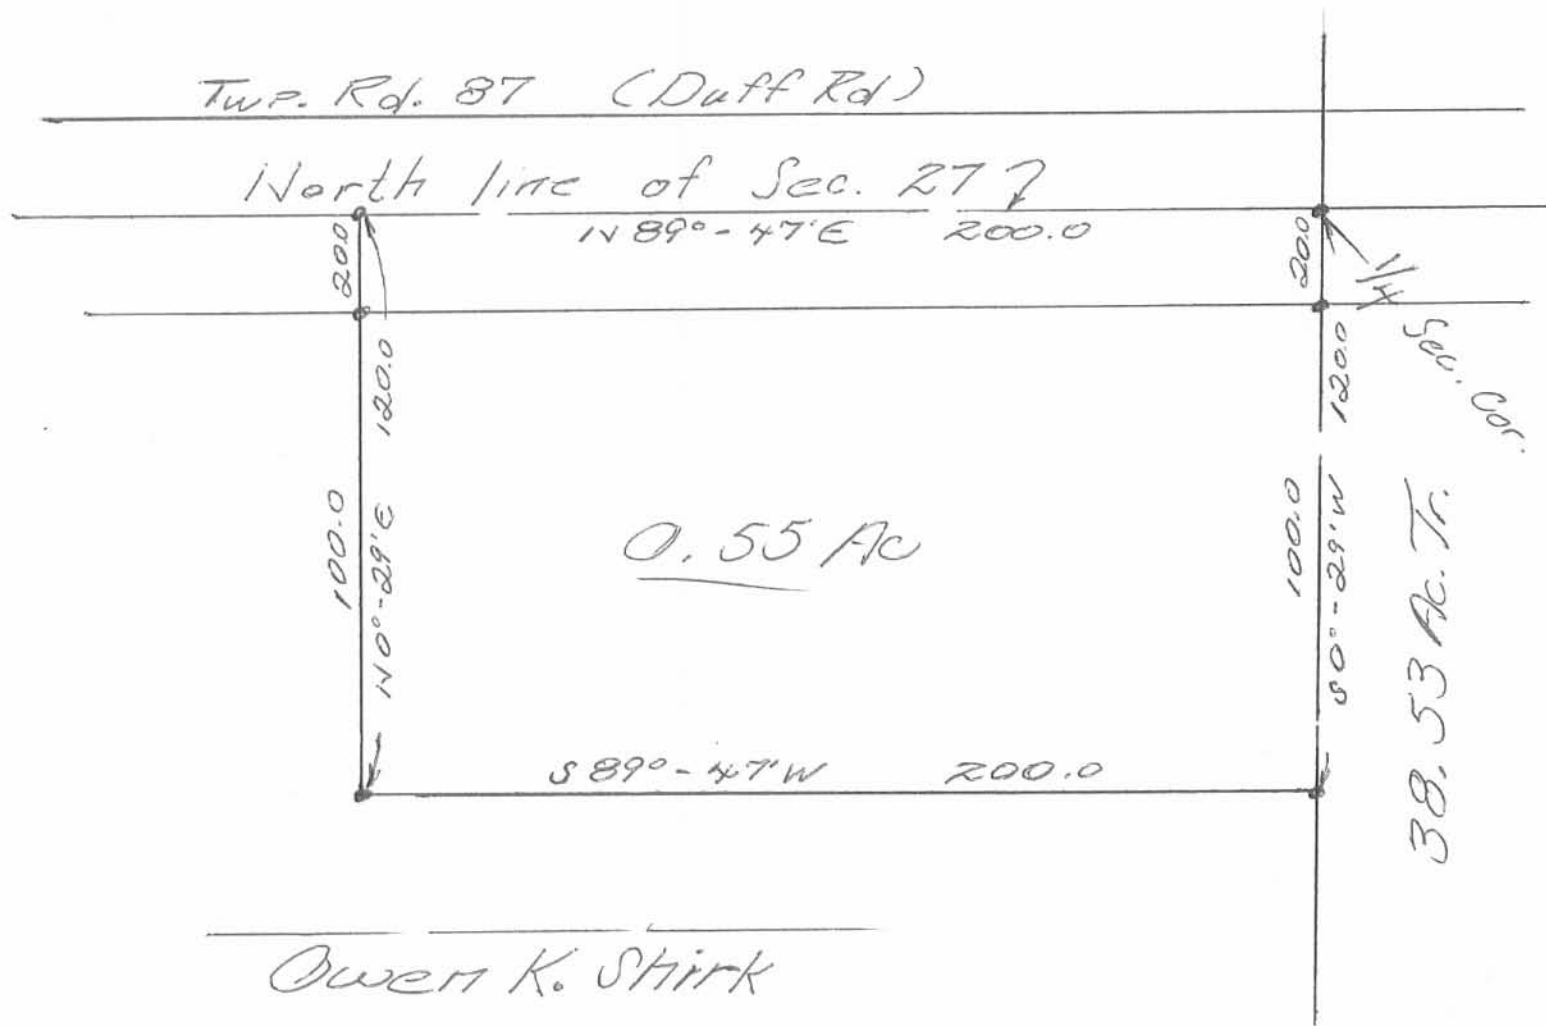 Twp. Rd. 87 (Duff Rd)
North line of Sec. 27
N 89° - 47' E 200.0
20.0
20.0
1/4 Sec. Cor.
120.0
120.0
100.0
N 0° - 29' E
0.55 Ac
100.0
S 0° - 29' W
38.53 Ac. Tr.
S 89° - 47' W 200.0
Owen K. Shirk